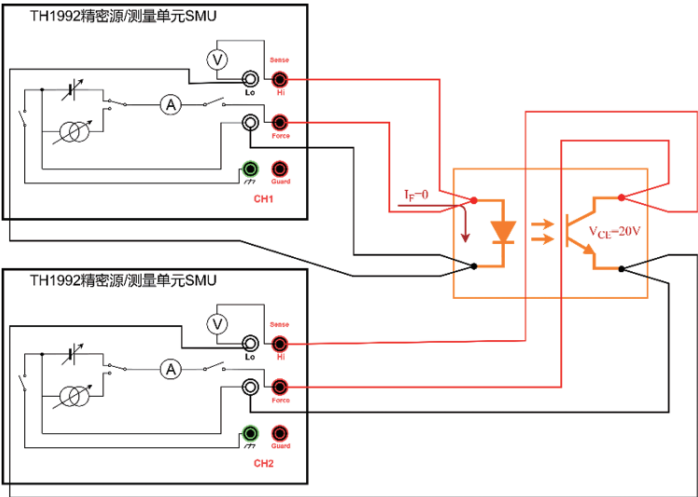 TH1992精密源/测量单元SMU
V
Sense
Lo
Hi
A
Force
Guard
CH1
I_F=0
V_CE=20V
TH1992精密源/测量单元SMU
V
Sense
Lo
Hi
A
Force
Guard
CH2